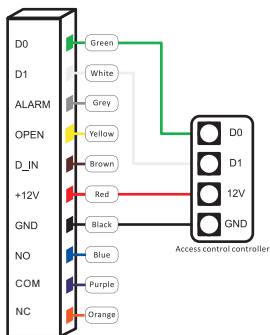 D0 Green
D1 White
ALARM Grey
OPEN Yellow
D_IN Brown
+12V Red
GND Black
NO Blue
COM Purple
NC Orange
D0
D1
12V
GND
Access control controller